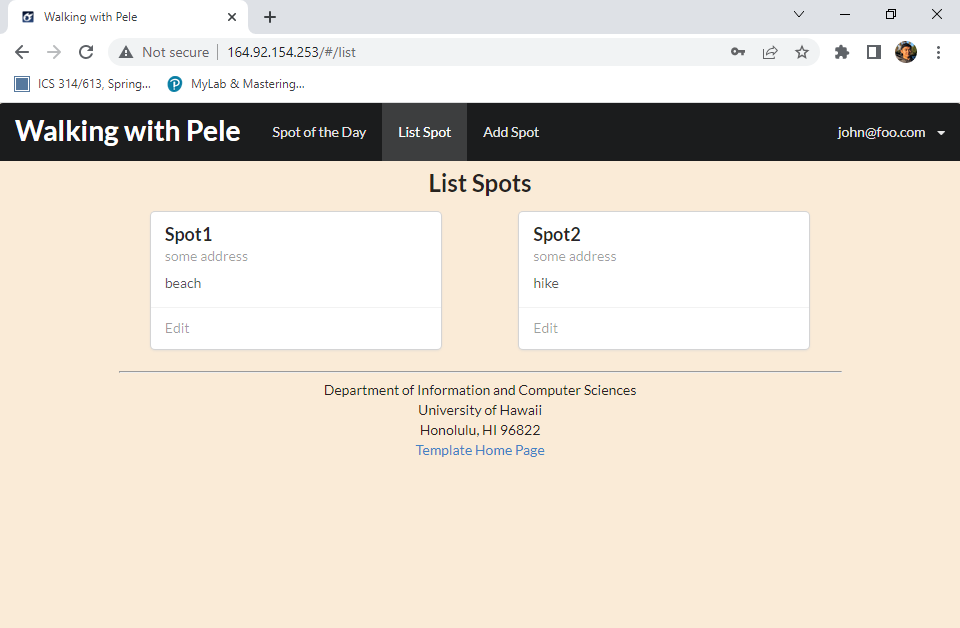 Walking with Pele
Not secure 164.92.154.253/#/list
ICS 314/613, Spring... MyLab & Mastering...
Walking with Pele Spot of the Day List Spot Add Spot john@foo.com
List Spots
Spot1
some address
beach
Edit
Spot2
some address
hike
Edit
Department of Information and Computer Sciences
University of Hawaii
Honolulu, HI 96822
Template Home Page